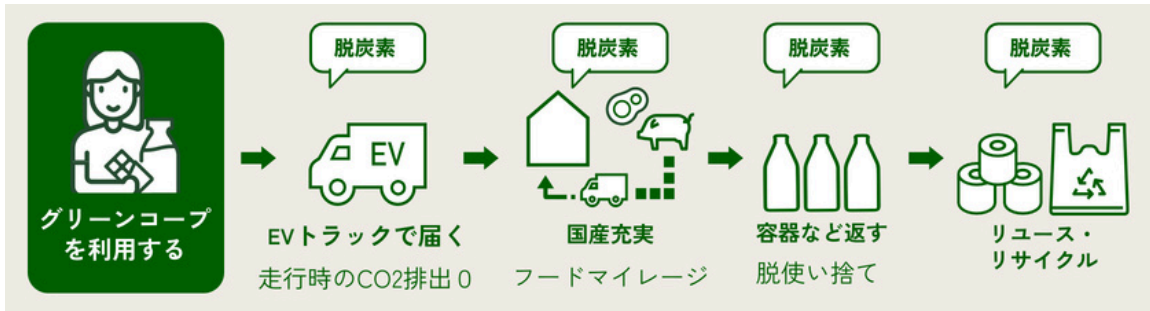 グリーンコープ
を利用する
脱炭素
EV
EVトラックで届く
走行時のCO2排出0
脱炭素
国産充実
フードマイレージ
脱炭素
容器など返す
脱使い捨て
脱炭素
リユース・
リサイクル